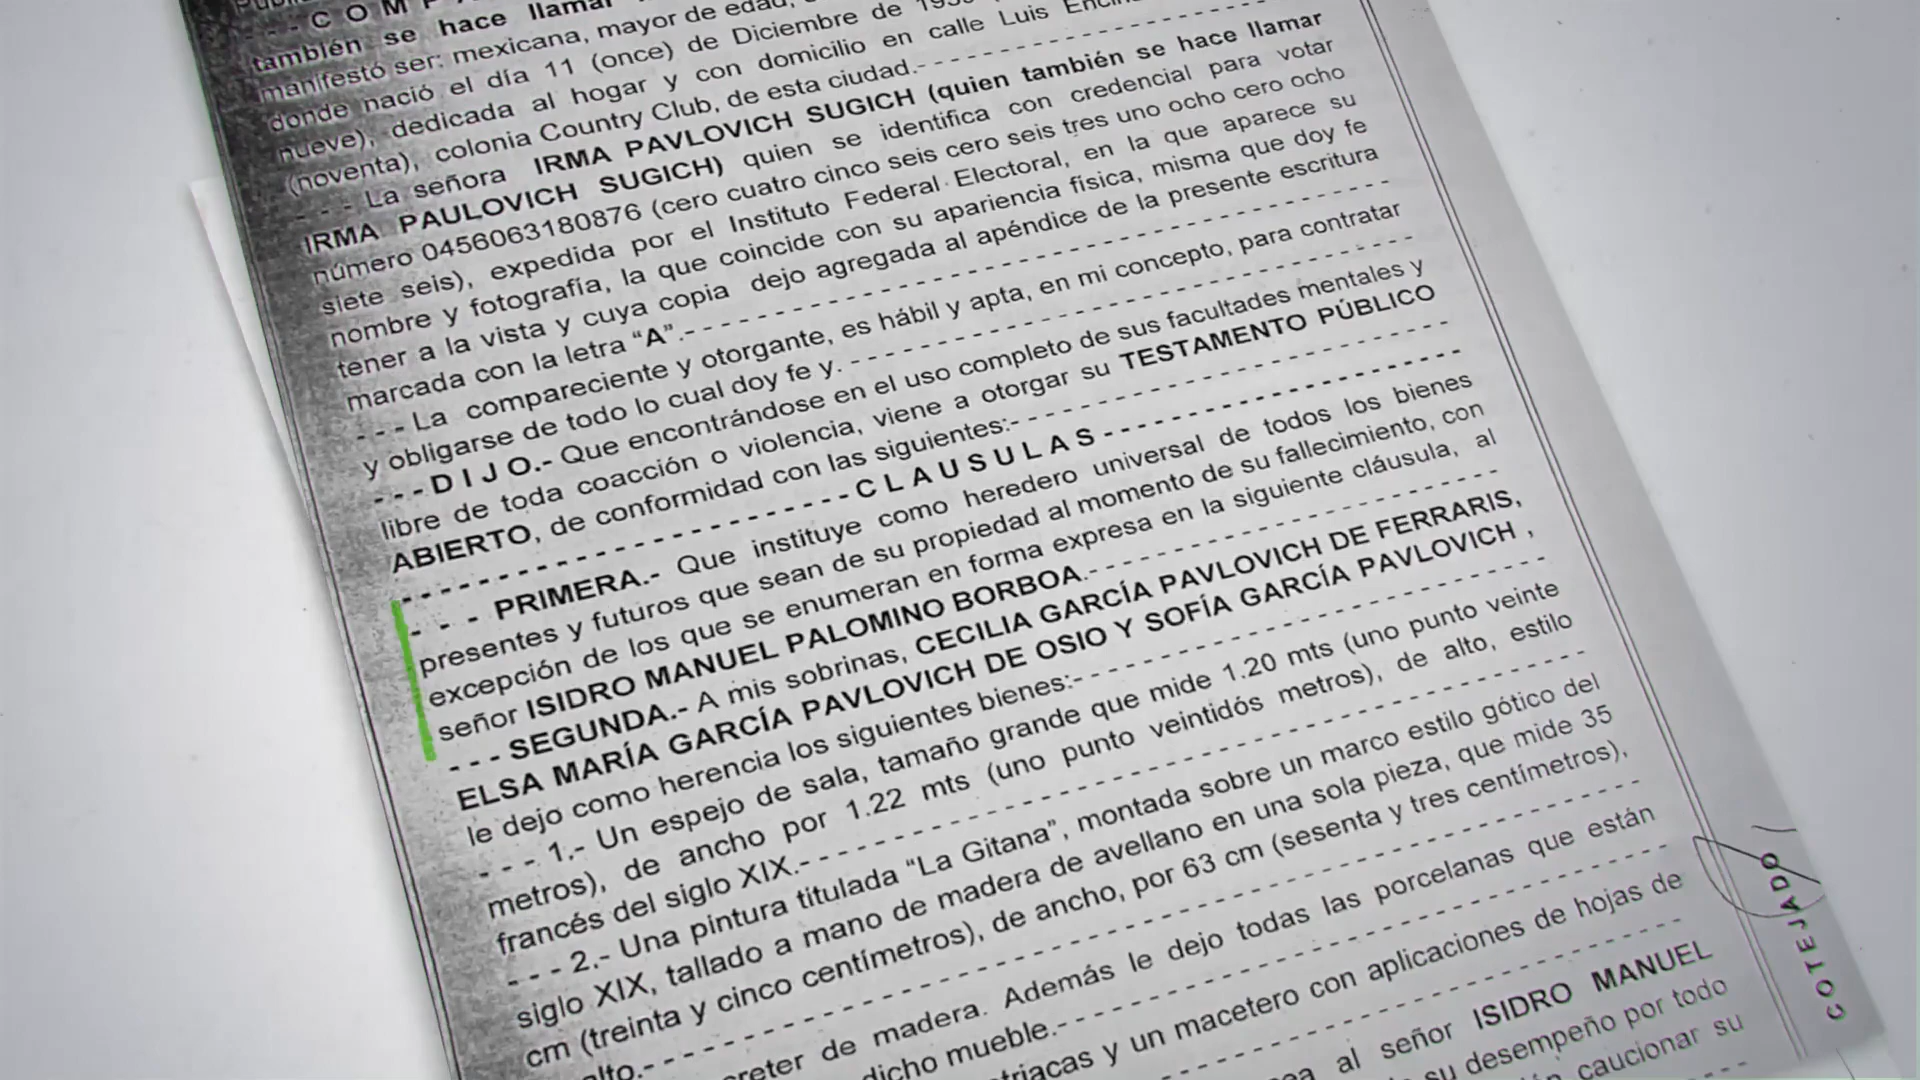 - - - C O M P
también se hace llamar
manifestó ser: mexicana, mayor de edad,
donde nació el día 11 (once) de Diciembre de
nueve), dedicada al hogar y con domicilio en calle Luis
(noventa), colonia Country Club, de esta ciudad.-
- - - La señora IRMA PAVLOVICH SUGICH (quien también se hace llamar
IRMA PAULOVICH SUGICH) quien se identifica con credencial para votar
número 0456063180876 (cero cuatro cinco seis cero seis tres uno ocho cero ocho
siete seis), expedida por el Instituto Federal Electoral, en la que aparece su
nombre y fotografía, la que coincide con su apariencia física, misma que doy fe
tener a la vista y cuya copia dejo agregada al apéndice de la presente escritura
marcada con la letra “A”.-
- - - La compareciente y otorgante, es hábil y apta, en mi concepto, para contratar
y obligarse de todo lo cual doy fe y.
- - - D I J O.- Que encontrándose en el uso completo de sus facultades mentales y
libre de toda coacción o violencia, viene a otorgar su TESTAMENTO PÚBLICO
ABIERTO, de conformidad con las siguientes:-
- - - C L A U S U L A S - - -
- - - PRIMERA.- Que instituye como heredero universal de todos los bienes
presentes y futuros que sean de su propiedad al momento de su fallecimiento, con
excepción de los que se enumeran en forma expresa en la siguiente cláusula, al
señor ISIDRO MANUEL PALOMINO BORBOA.-
- - - SEGUNDA.- A mis sobrinas, CECILIA GARCÍA PAVLOVICH DE FERRARIS,
ELSA MARÍA GARCÍA PAVLOVICH DE OSIO Y SOFÍA GARCÍA PAVLOVICH ,
le dejo como herencia los siguientes bienes:-
- - - 1.- Un espejo de sala, tamaño grande que mide 1.20 mts (uno punto veinte
metros), de ancho por 1.22 mts (uno punto veintidós metros), de alto, estilo
francés del siglo XIX.-
- - - 2.- Una pintura titulada “La Gitana”, montada sobre un marco estilo gótico del
siglo XIX, tallado a mano de madera de avellano en una sola pieza, que mide 35
cm (treinta y cinco centímetros), de ancho, por 63 cm (sesenta y tres centímetros),
alto.-
de madera. Además le dejo todas las porcelanas que están
dicho mueble.-
y un macetero con aplicaciones de hojas de
al señor ISIDRO MANUEL
su desempeño por todo
caucionar su
COTEJADO